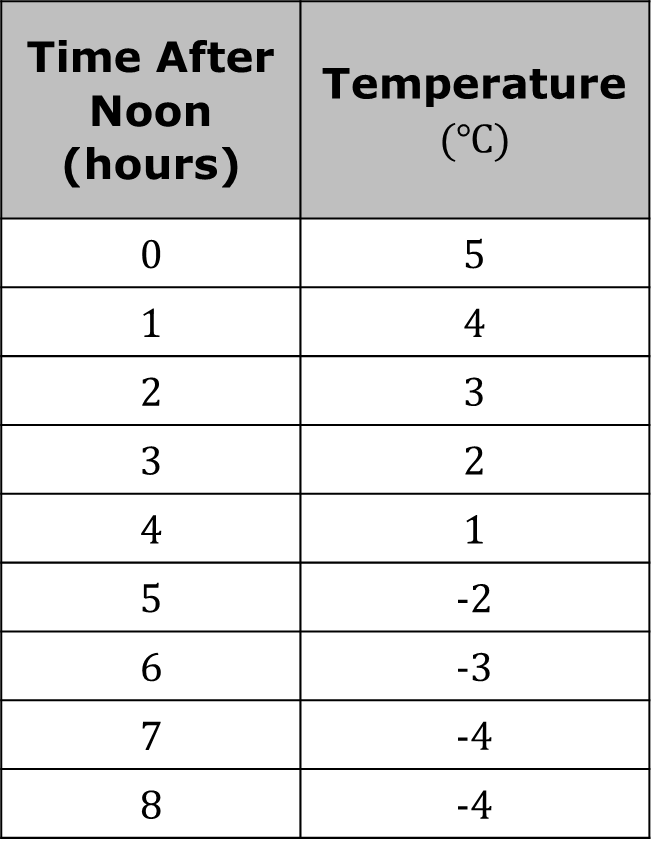 Time After
Noon
(hours)
Temperature
(℃)
0 5
1 4
2 3
3 2
4 1
5 -2
6 -3
7 -4
8 -4